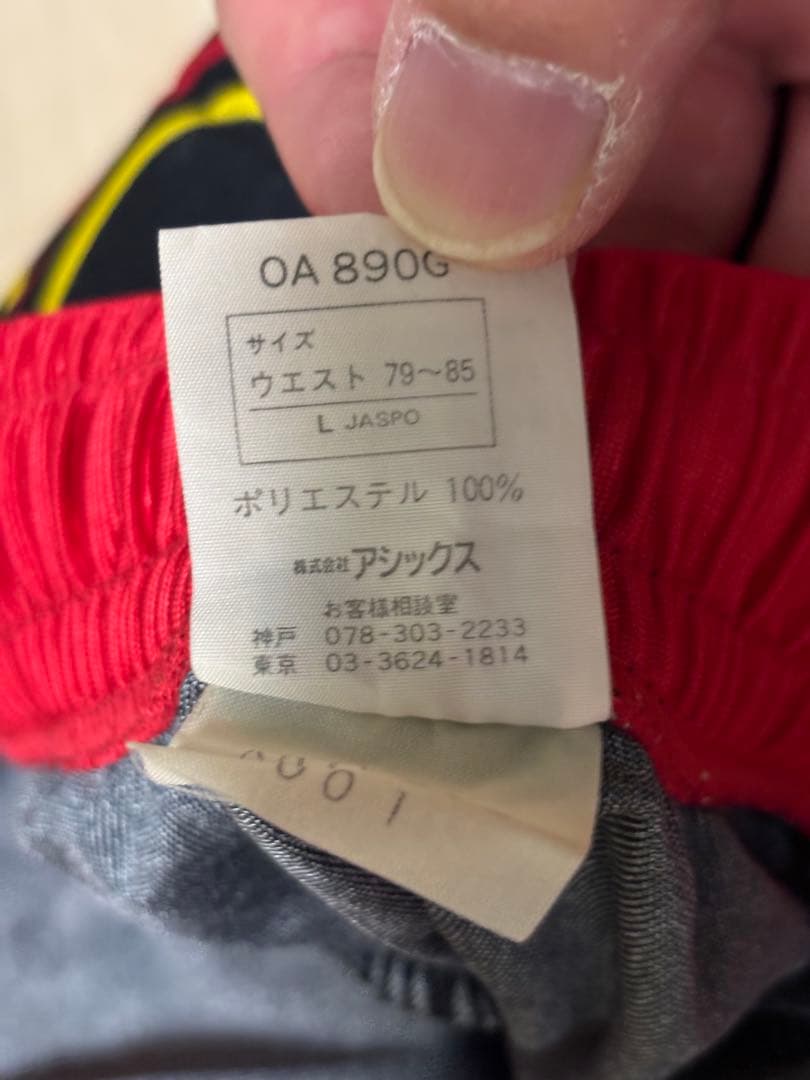 OA 890G
サイズ
ウエスト 79〜85
L JASPO
ポリエステル 100%
株式会社アシックス
お客様相談室
神戸 078-303-2233
東京 03-3624-1814